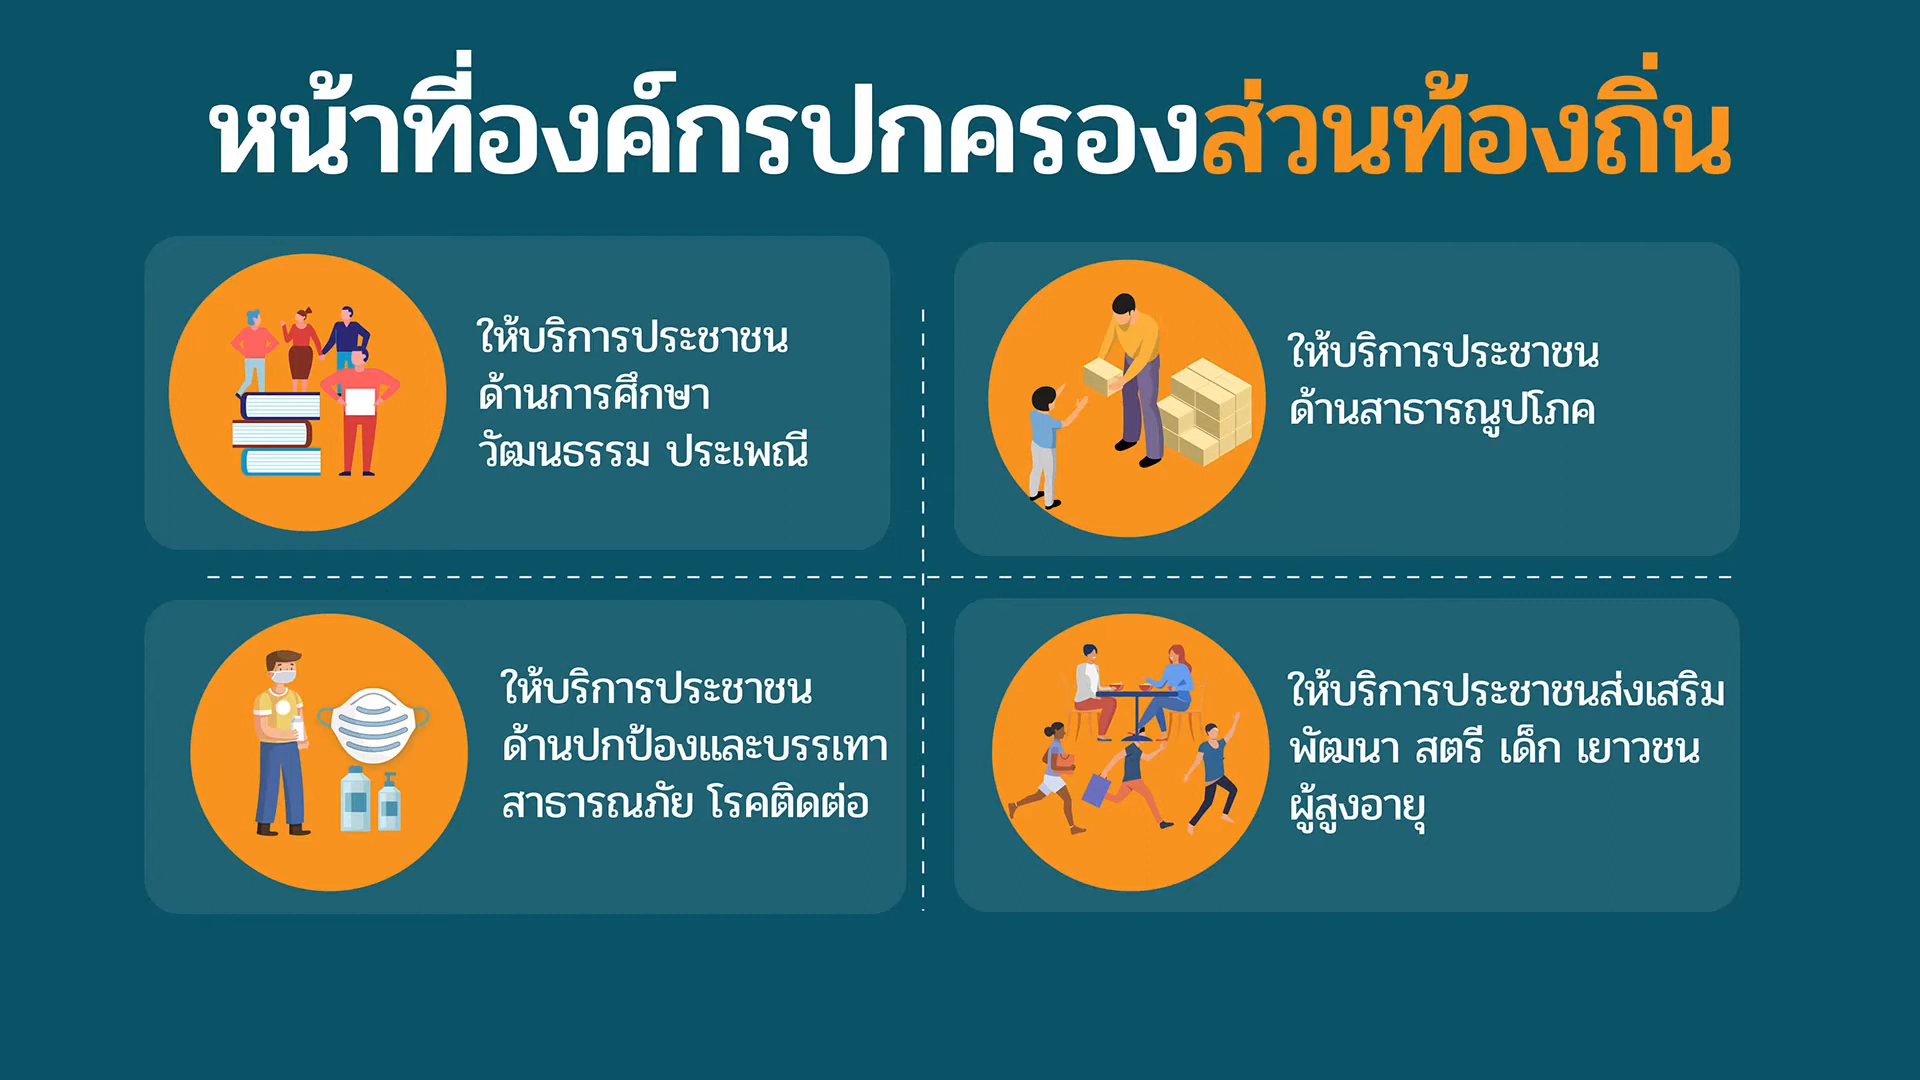 หน้าที่องค์กรปกครองส่วนท้องถิ่น
ให้บริการประชาชน
ด้านการศึกษา
วัฒนธรรม ประเพณี
ให้บริการประชาชน
ด้านสาธารณูปโภค
ให้บริการประชาชน
ด้านปกป้องและบรรเทา
สาธารณภัย โรคติดต่อ
ให้บริการประชาชนส่งเสริม
พัฒนา สตรี เด็ก เยาวชน
ผู้สูงอายุ